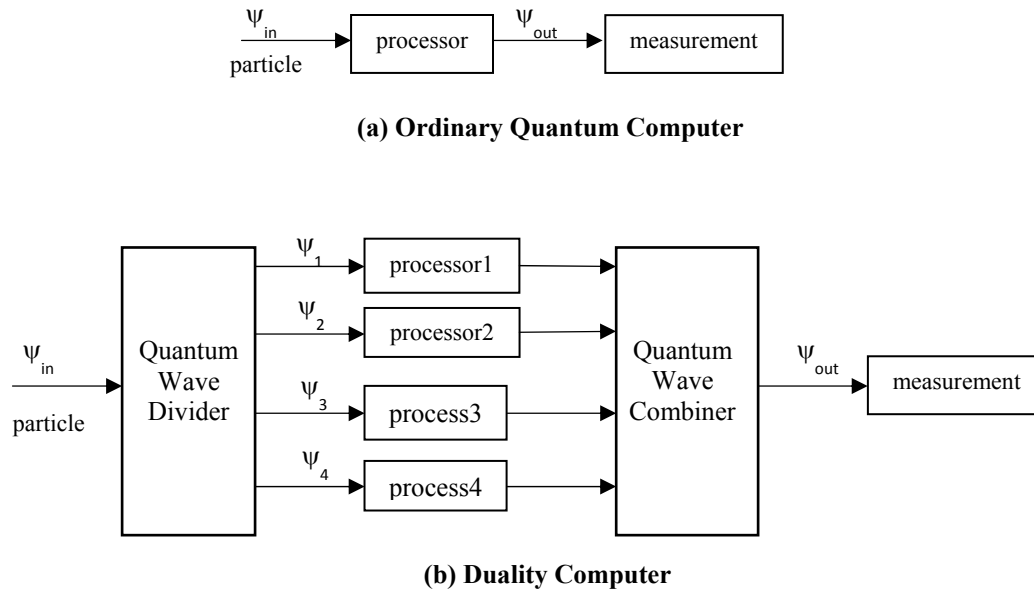 ψin
particle
processor
ψout
measurement
(a) Ordinary Quantum Computer
ψin
particle
Quantum
Wave
Divider
ψ1
processor1
ψ2
processor2
ψ3
process3
ψ4
process4
Quantum
Wave
Combiner
ψout
measurement
(b) Duality Computer